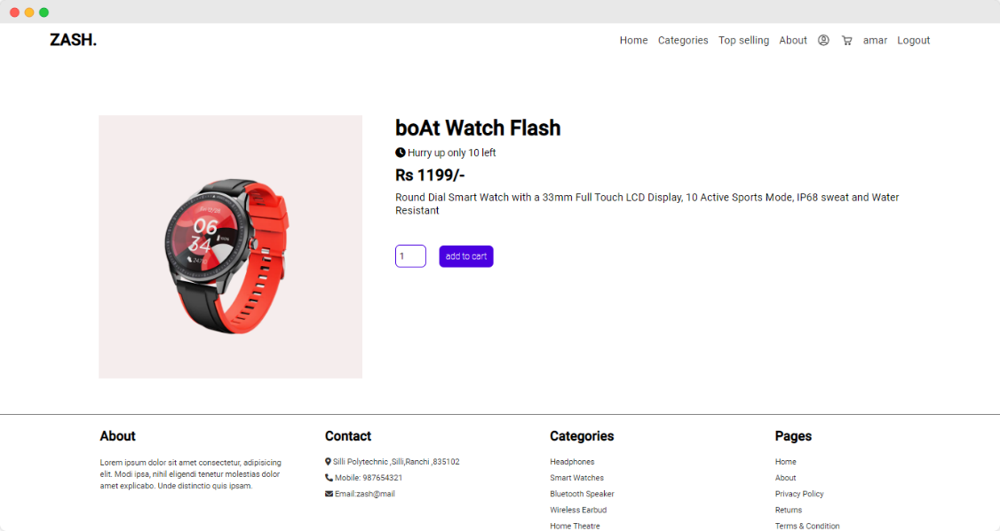 ZASH.
Home Categories Top selling About amar Logout
boAt Watch Flash
Hurry up only 10 left
Rs 1199/-
Round Dial Smart Watch with a 33mm Full Touch LCD Display, 10 Active Sports Mode, IP68 sweat and Water
Resistant
1 add to cart
06
34
About
Lorem ipsum dolor sit amet consectetur, adipisicing
elit. Modi ipsa, nihil eligendi tenetur molestias dolor
amet explicabo. Unde distinctio quis ipsam.
Contact
Silli Polytechnic ,Silli,Ranchi ,835102
Mobile: 987654321
Email:zash@mail
Categories
Headphones
Smart Watches
Bluetooth Speaker
Wireless Earbud
Home Theatre
Pages
Home
About
Privacy Policy
Returns
Terms & Condition